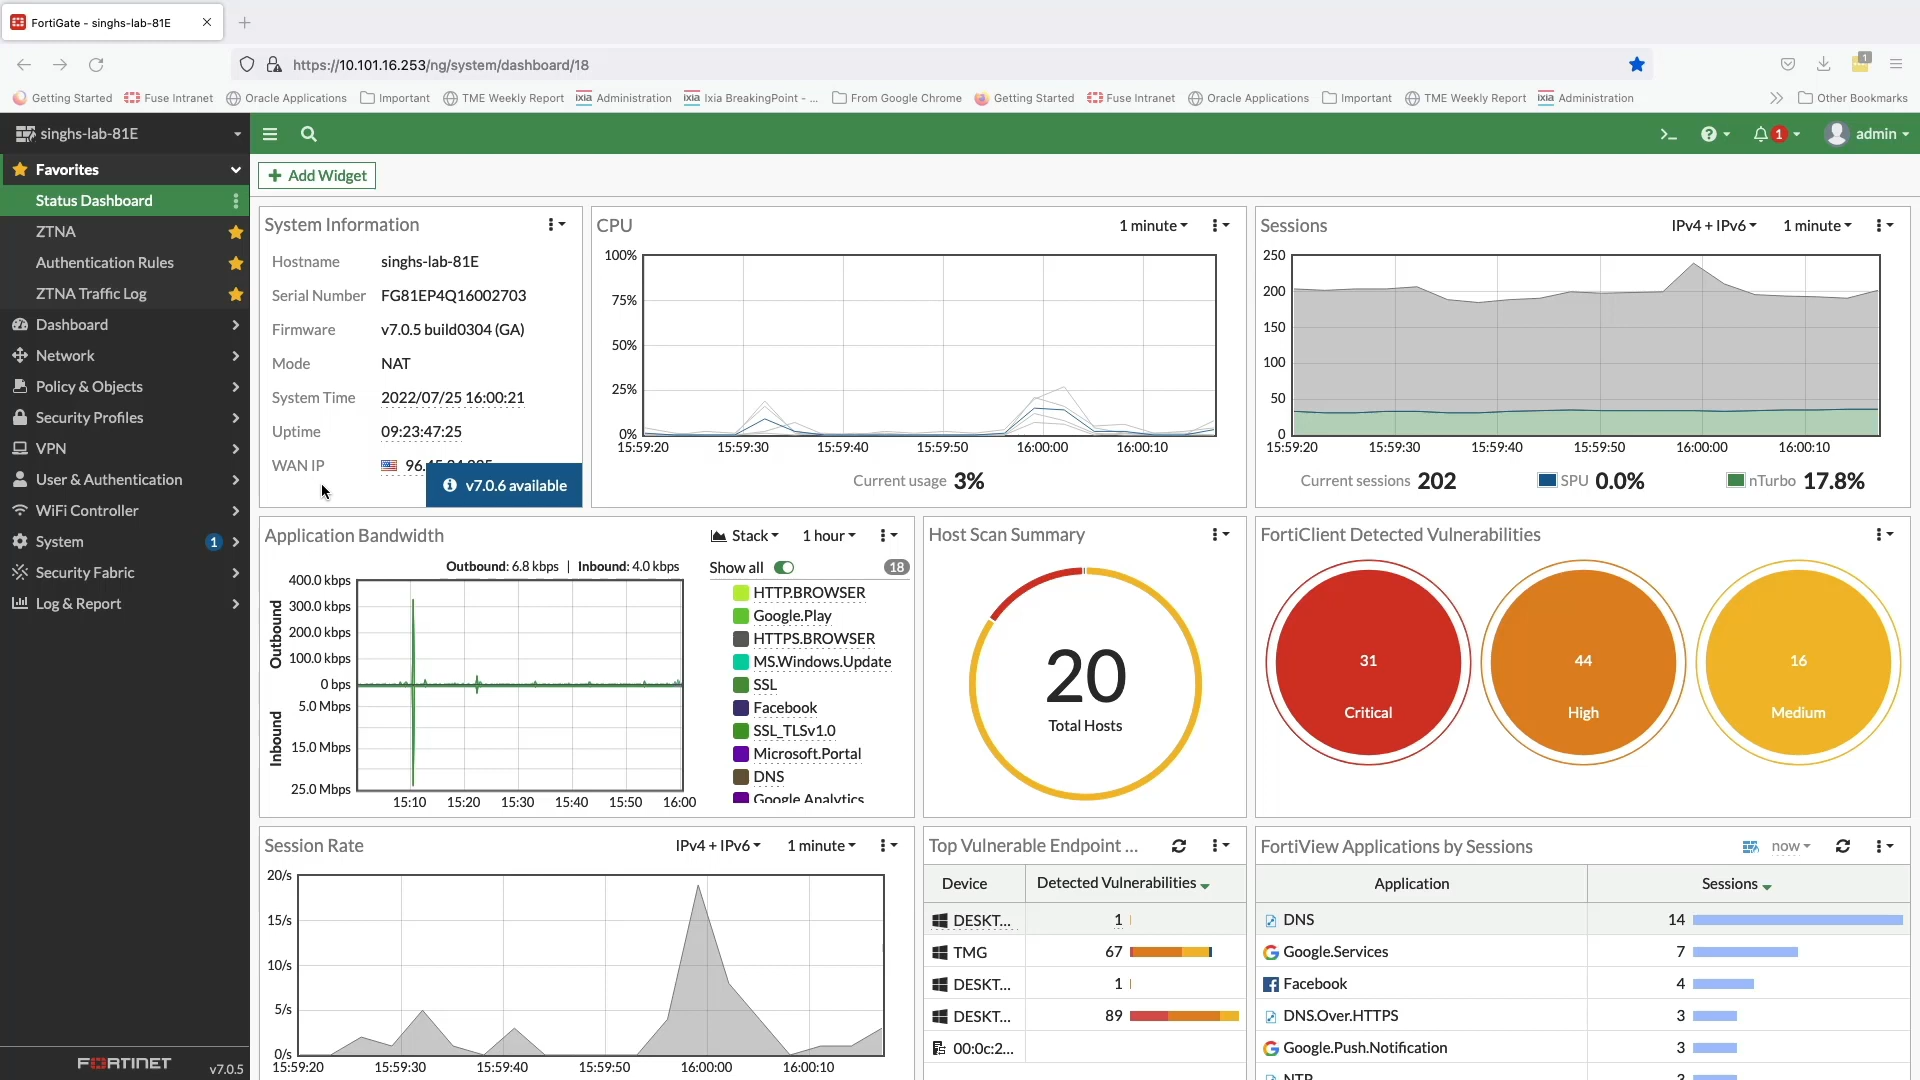 FortiGate - singhs-lab-81E
https://10.101.16.253/ng/system/dashboard/18
1
Getting Started
Fuse Intranet
Oracle Applications
Important
TME Weekly Report
Administration
Ixia BreakingPoint - ...
From Google Chrome
Getting Started
Fuse Intranet
Oracle Applications
Important
TME Weekly Report
Administration
Other Bookmarks
singhs-lab-81E
1
admin
Favorites
Status Dashboard
ZTNA
Authentication Rules
ZTNA Traffic Log
Dashboard
Network
Policy & Objects
Security Profiles
VPN
User & Authentication
WiFi Controller
System 1
Security Fabric
Log & Report
FORTINET v7.0.5
Add Widget
System Information
Hostname singhs-lab-81E
Serial Number FG81EP4Q16002703
Firmware v7.0.5 build0304 (GA)
Mode NAT
System Time 2022/07/25 16:00:21
Uptime 09:23:47:25
WAN IP
v7.0.6 available
CPU
1 minute
100%
75%
50%
25%
0%
15:59:20 15:59:30 15:59:40 15:59:50 16:00:00 16:00:10
Current usage 3%
Sessions
IPv4 + IPv6 1 minute
250
200
150
100
50
0
15:59:20 15:59:30 15:59:40 15:59:50 16:00:00 16:00:10
Current sessions 202 SPU 0.0% nTurbo 17.8%
Application Bandwidth
Stack 1 hour
Outbound: 6.8 kbps | Inbound: 4.0 kbps
Outbound
Inbound
400.0 kbps
300.0 kbps
200.0 kbps
100.0 kbps
0 bps
5.0 Mbps
15.0 Mbps
25.0 Mbps
15:10 15:20 15:30 15:40 15:50 16:00
Show all 18
HTTP.BROWSER
Google.Play
HTTPS.BROWSER
MS.Windows.Update
SSL
Facebook
SSL_TLSv1.0
Microsoft.Portal
DNS
Google.Analytics
Host Scan Summary
20
Total Hosts
FortiClient Detected Vulnerabilities
31
Critical
44
High
16
Medium
Session Rate
IPv4 + IPv6 1 minute
20/s
15/s
10/s
5/s
0/s
15:59:20 15:59:30 15:59:40 15:59:50 16:00:00 16:00:10
Top Vulnerable Endpoint ...
Device Detected Vulnerabilities
DESKT... 1
TMG 67
DESKT... 1
DESKT... 89
00:0c:2...
FortiView Applications by Sessions
now
Application Sessions
DNS 14
Google.Services 7
Facebook 4
DNS.Over.HTTPS 3
Google.Push.Notification 3
NTP